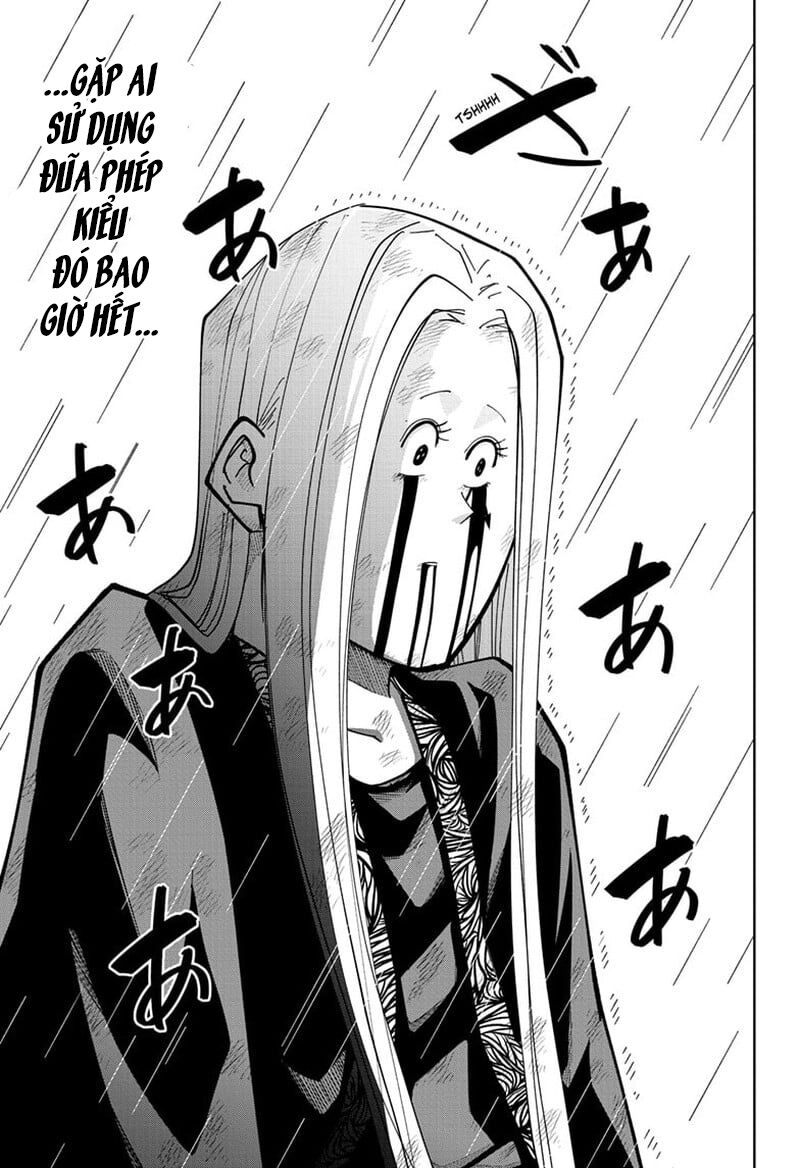 ...GẶP AI
SỬ DỤNG
ĐŨA PHÉP
KIỂU
ĐÓ BAO
GIỜ HẾT...
TSHHHH
ざ
あ
あ
あ
あ
あ
あ
あ